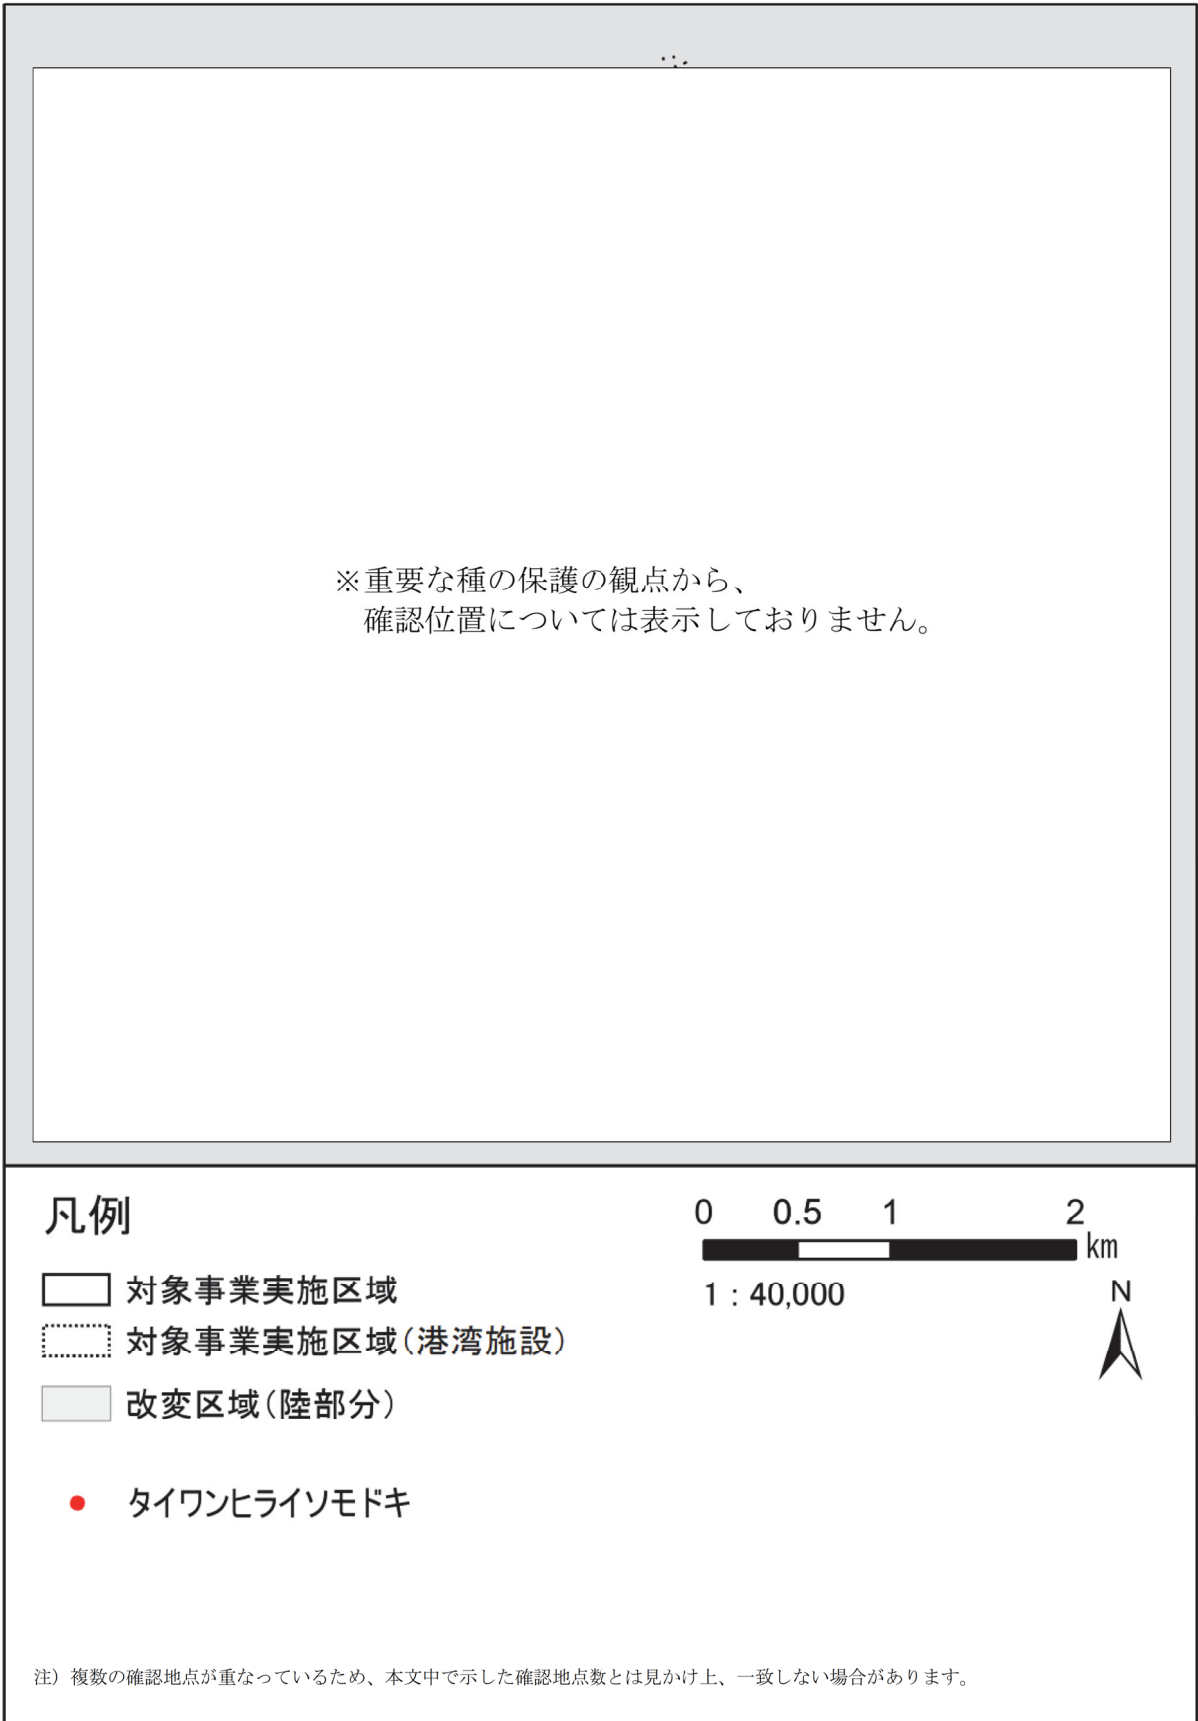 ※重要な種の保護の観点から、
確認位置については表示しておりません。
凡例
0 0.5 1 2
km
対象事業実施区域
1 : 40,000
N
対象事業実施区域(港湾施設)
改変区域(陸部分)
タイワンヒライソモドキ
注）複数の確認地点が重なっているため、本文中で示した確認地点数とは見かけ上、一致しない場合があります。